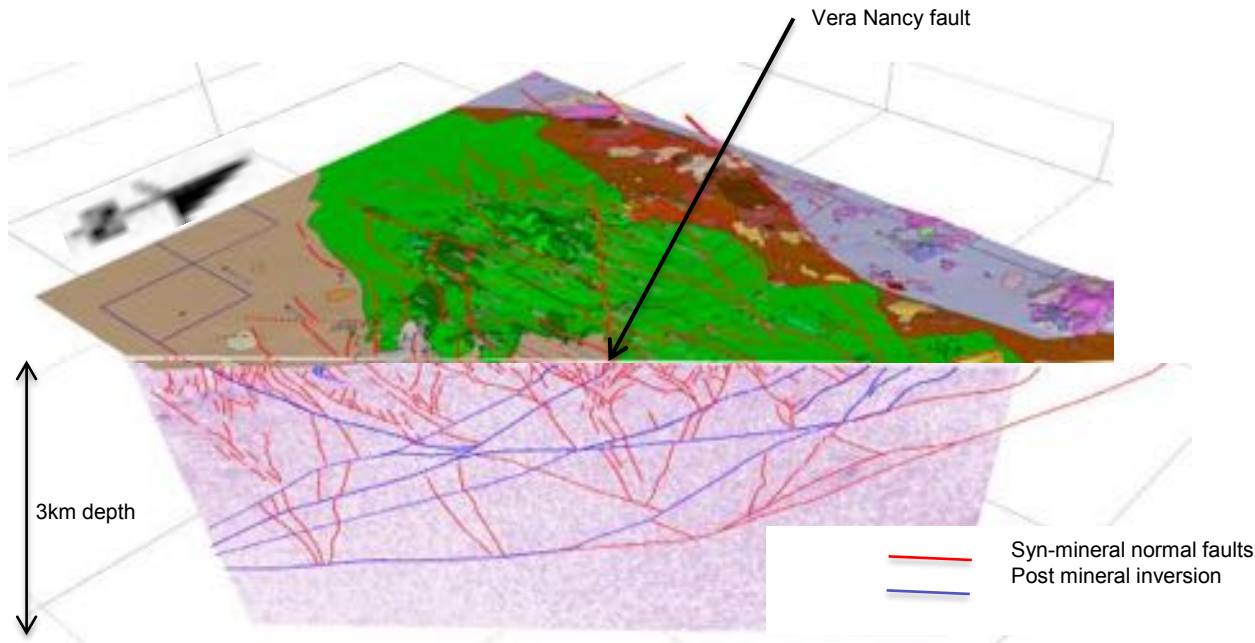 Vera Nancy fault
3km depth
Syn-mineral normal faults
Post mineral inversion